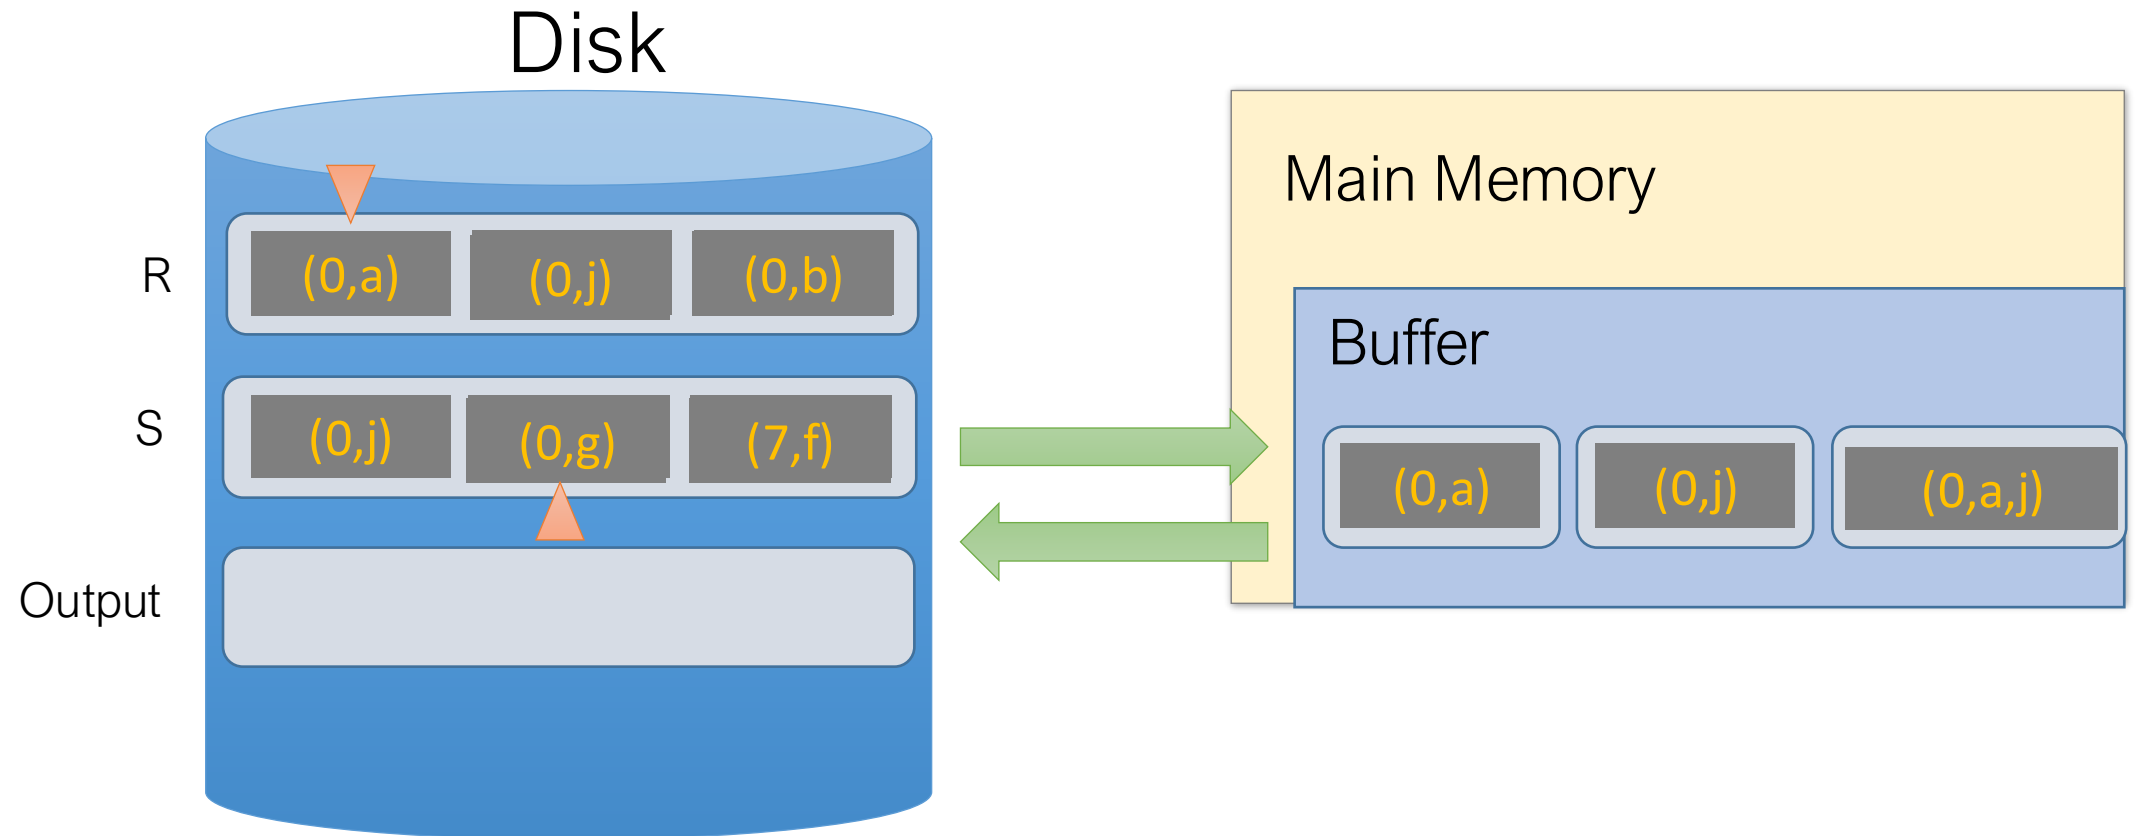 Disk
R
(0,a) (0,j) (0,b)
S
(0,j) (0,g) (7,f)
Output
Main Memory
Buffer
(0,a) (0,j) (0,a,j)